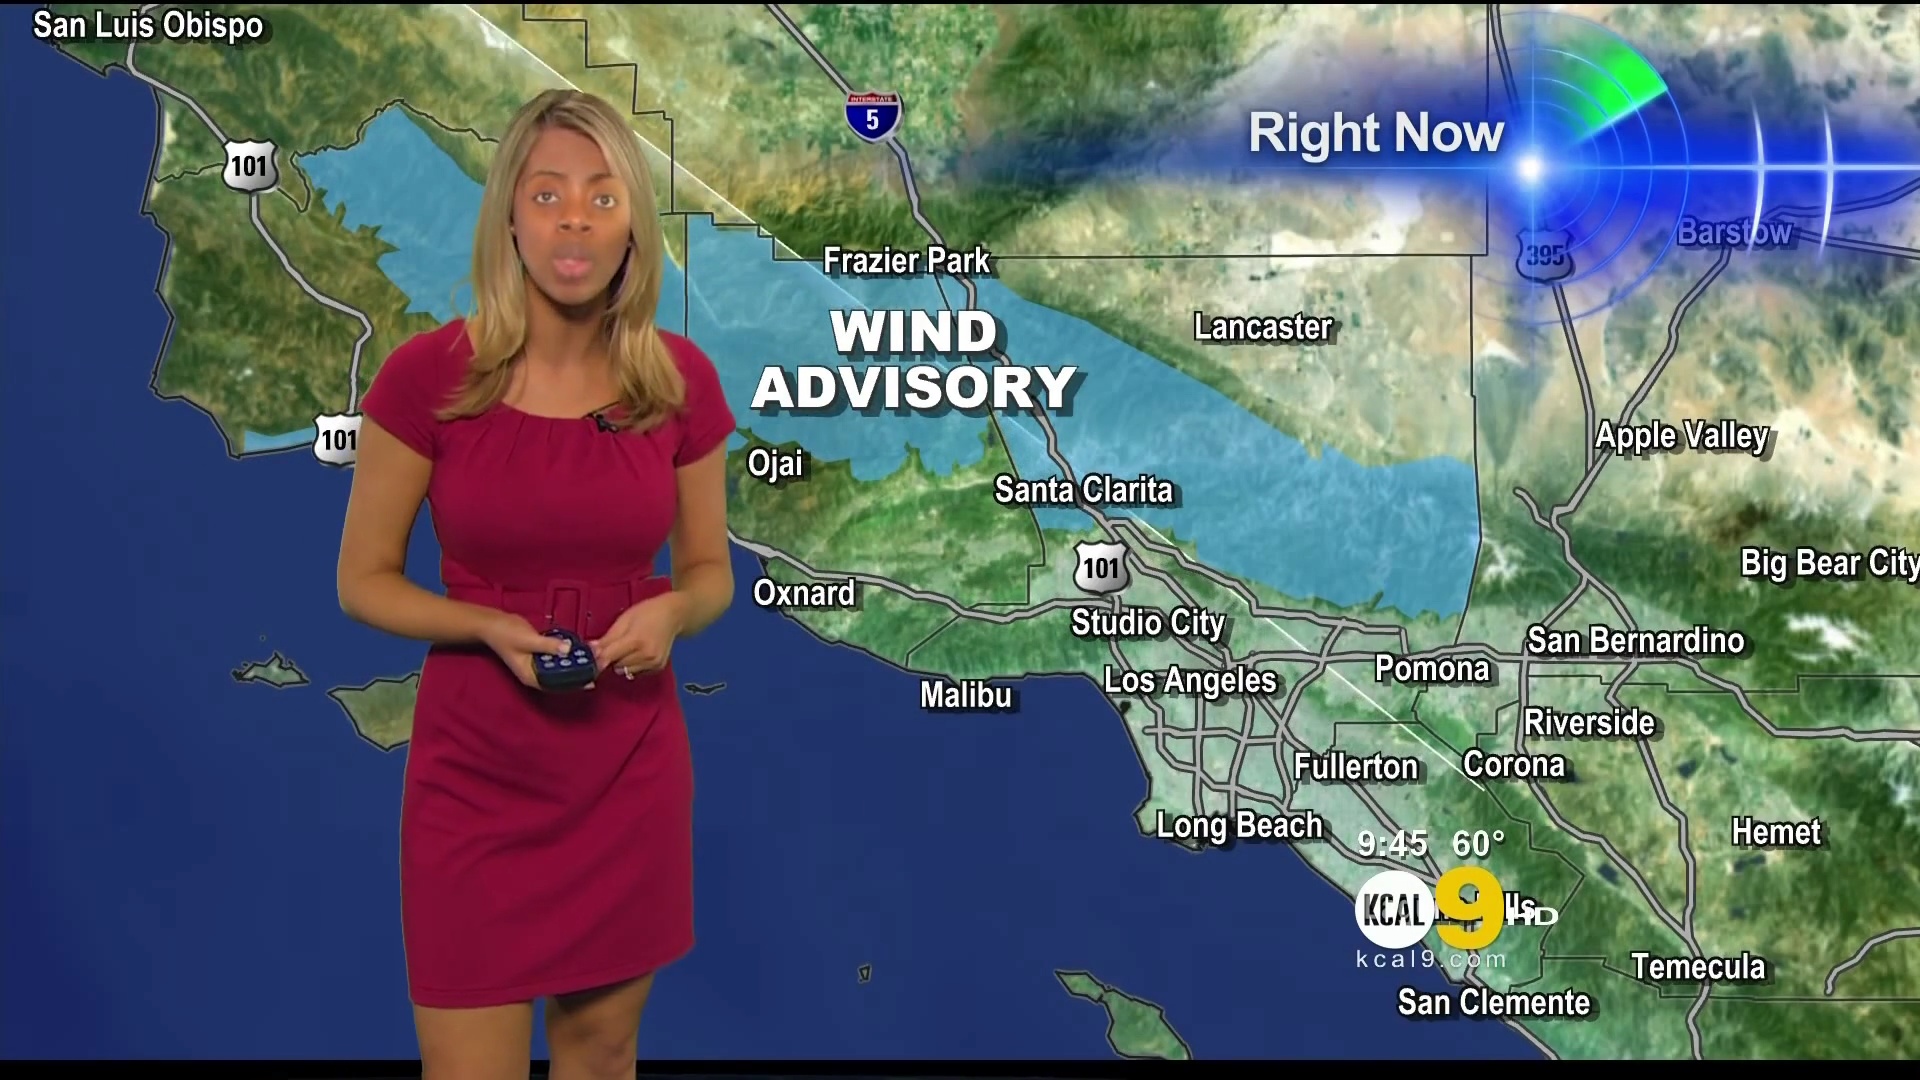 San Luis Obispo
INTERSTATE
5
Right Now
101
Barstow
395
Frazier Park
WIND
ADVISORY
Lancaster
101
Apple Valley
Ojai
Santa Clarita
101
Big Bear City
Oxnard
Studio City
San Bernardino
Pomona
Los Angeles
Malibu
Riverside
Fullerton
Corona
Long Beach
Hemet
9:45 60°
KCAL 9 HD
kcal9.com
Temecula
San Clemente